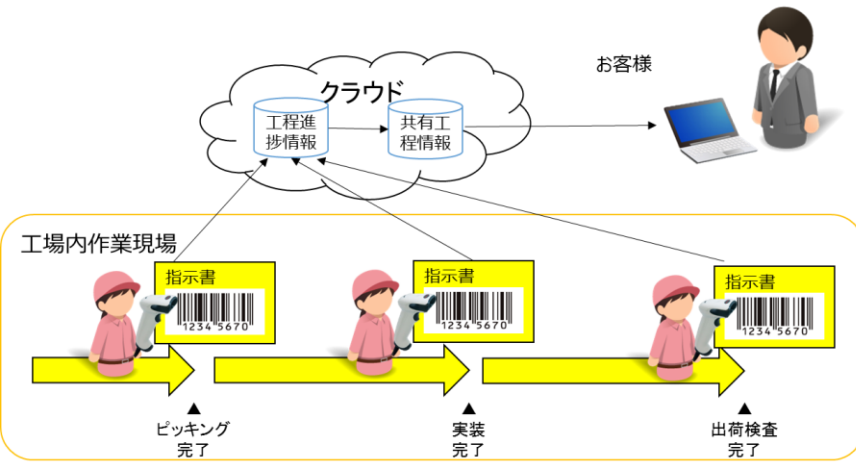 お客様
クラウド
工程進
捗情報
共有工
程情報
工場内作業現場
指示書
1234 5670
指示書
1234 5670
指示書
1234 5670
▲
ピッキング
完了
▲
実装
完了
▲
出荷検査
完了